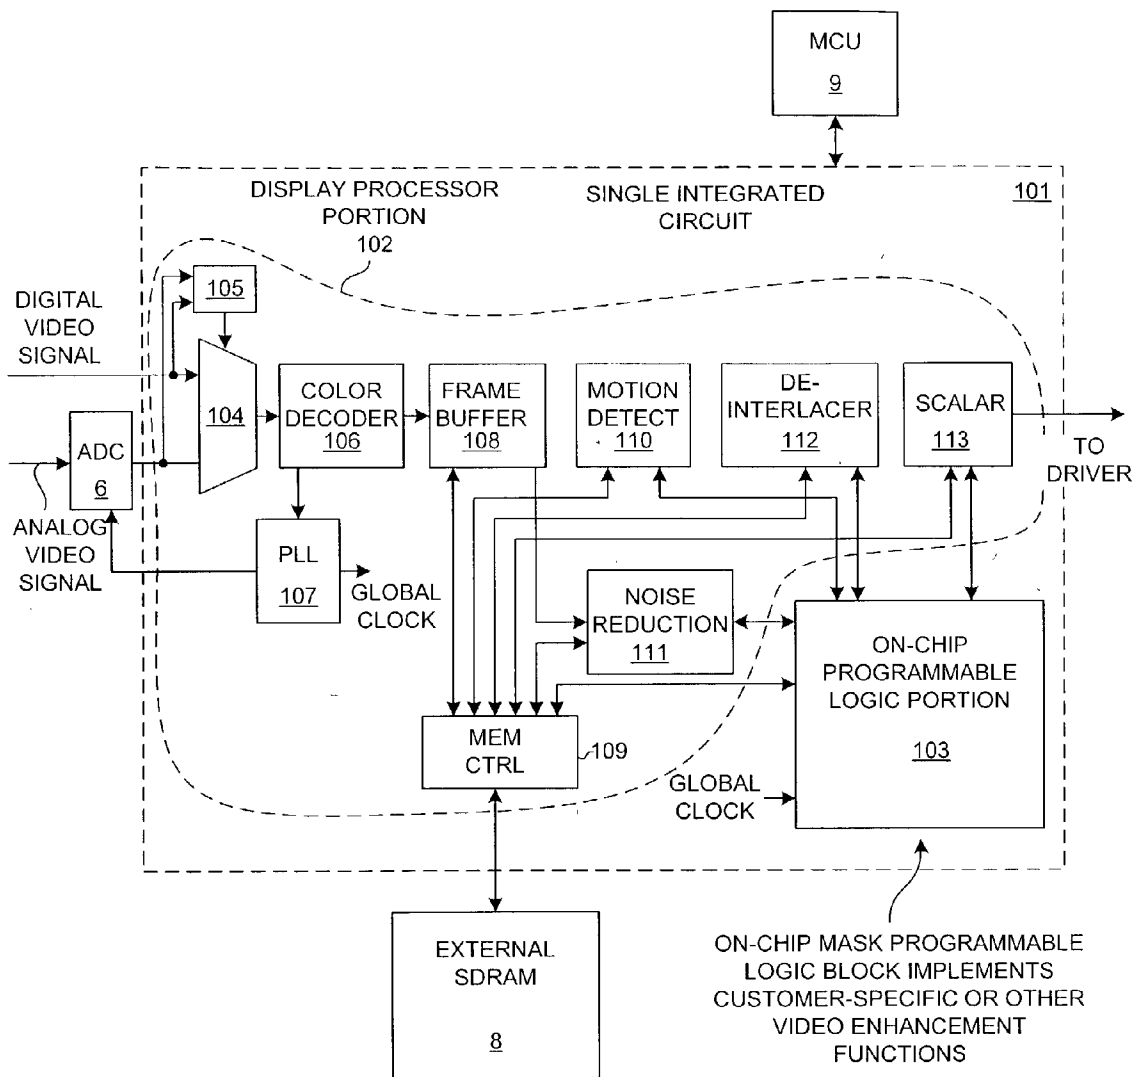 MCU
9
DISPLAY PROCESSOR
PORTION
102
SINGLE INTEGRATED
CIRCUIT
101
DIGITAL
VIDEO
SIGNAL
105
104
COLOR
DECODER
106
FRAME
BUFFER
108
MOTION
DETECT
110
DE-
INTERLACER
112
SCALAR
113
TO
DRIVER
ADC
6
ANALOG
VIDEO
SIGNAL
PLL
107
GLOBAL
CLOCK
NOISE
REDUCTION
111
ON-CHIP
PROGRAMMABLE
LOGIC PORTION
103
MEM
CTRL
109
GLOBAL
CLOCK
EXTERNAL
SDRAM
8
ON-CHIP MASK PROGRAMMABLE
LOGIC BLOCK IMPLEMENTS
CUSTOMER-SPECIFIC OR OTHER
VIDEO ENHANCEMENT
FUNCTIONS